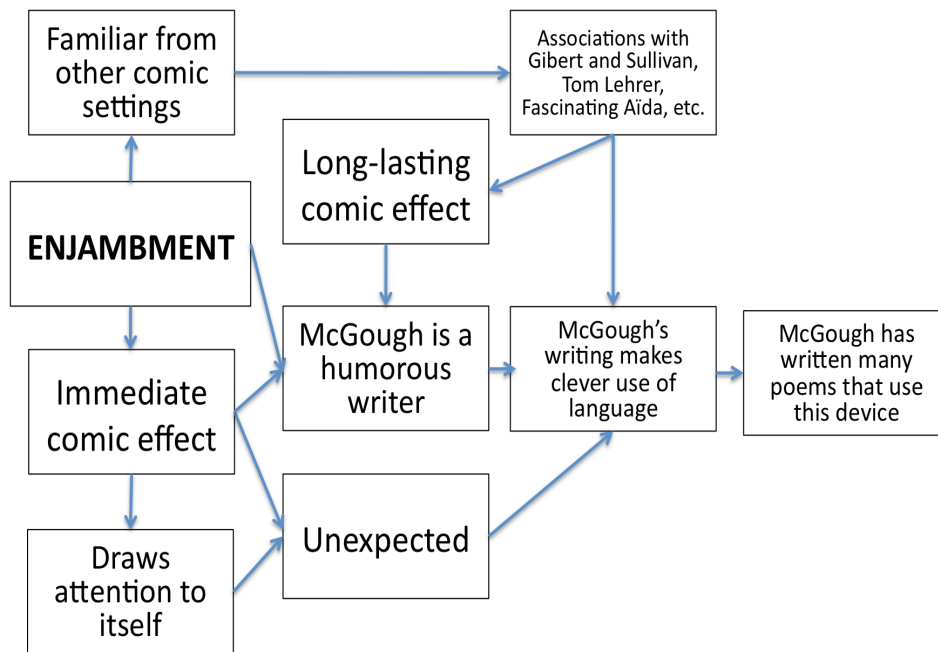 Familiar from
other comic
settings
Associations with
Gibert and Sullivan,
Tom Lehrer,
Fascinating Aïda, etc.
Long-lasting
comic effect
ENJAMBMENT
McGough is a
humorous
writer
McGough’s
writing makes
clever use of
language
McGough has
written many
poems that use
this device
Immediate
comic effect
Unexpected
Draws
attention to
itself